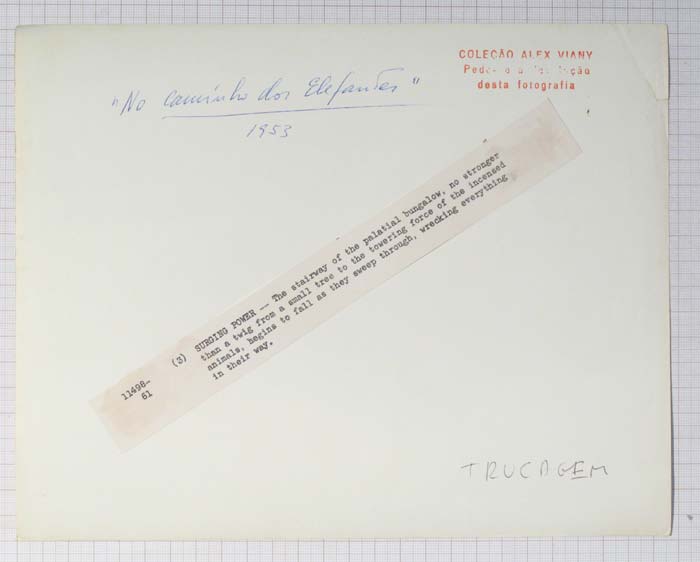 COLEÇÃO ALEX VIANY
desta fotografia
"No caminho dos Elefantes"
1953
11498-
81
(3) SURGING POWER -- The stairway of the palatial bungalow, no stronger
than a twig from a small tree to the towering force of the incensed
animals, begins to fall as they sweep through, wrecking everything
in their way.
TRUCAGEM